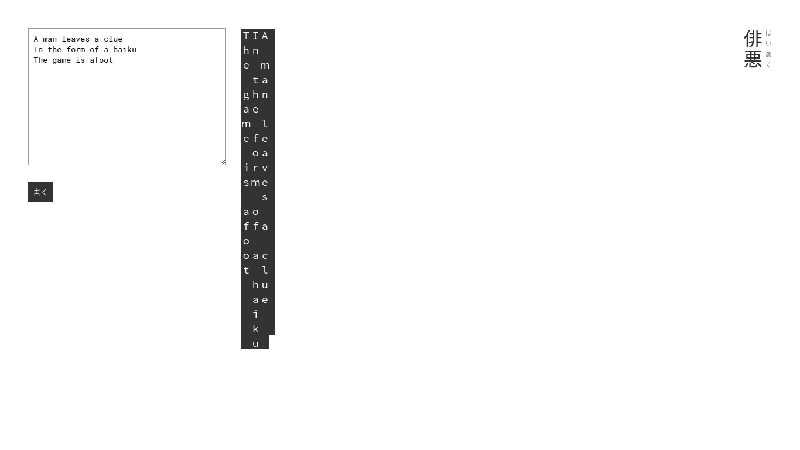 A man leaves a clue
In the form of a haiku
The game is afoot
まく
A man leaves a clue
In the form of a haiku
The game is afoot
俳悪
はいあく